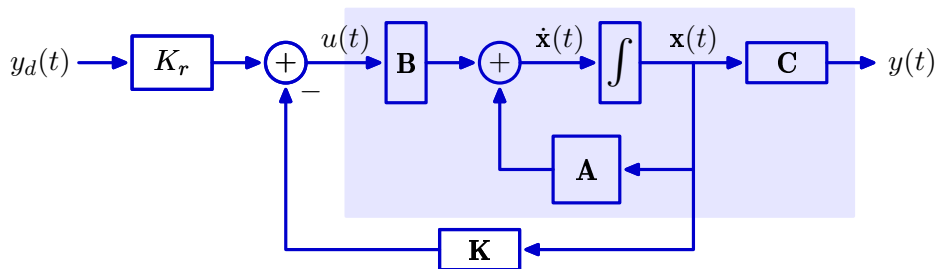 y_d(t)
K_r
+
−
u(t)
B
+
ẋ(t)
∫
x(t)
C
y(t)
A
K